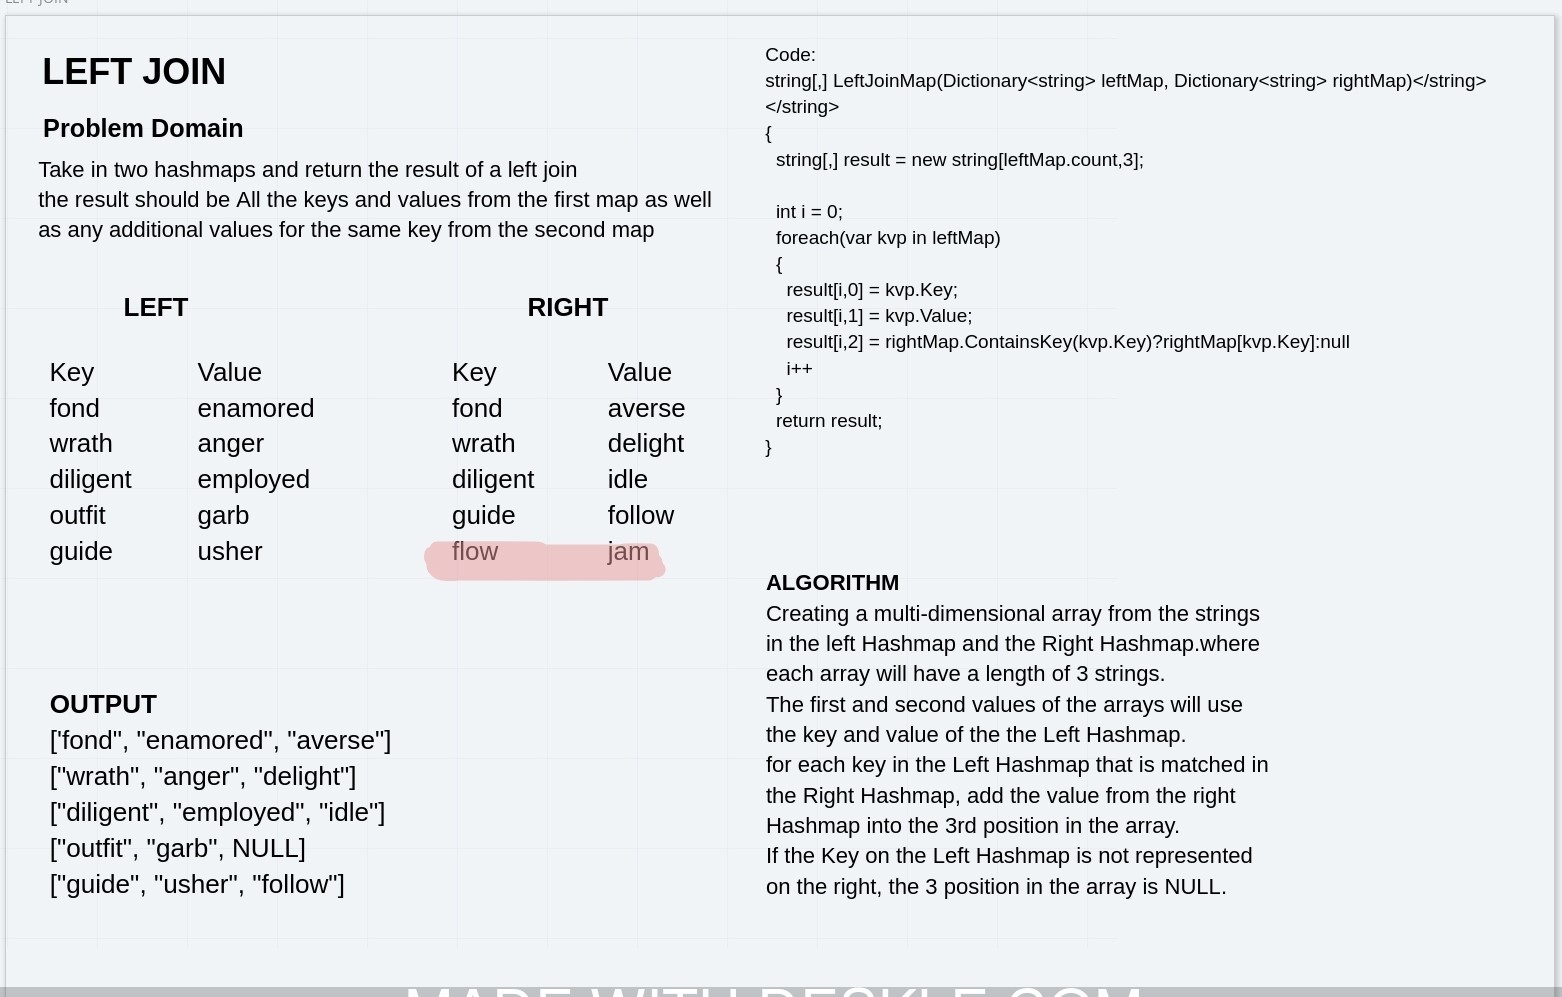 LEFT JOIN
LEFT JOIN
Problem Domain
Take in two hashmaps and return the result of a left join
the result should be All the keys and values from the first map as well
as any additional values for the same key from the second map
LEFT RIGHT
Key Value Key Value
fond enamored fond averse
wrath anger wrath delight
diligent employed diligent idle
outfit garb guide follow
guide usher flow jam
OUTPUT
['fond", "enamored", "averse"]
["wrath", "anger", "delight"]
["diligent", "employed", "idle"]
["outfit", "garb", NULL]
["guide", "usher", "follow"]
Code:
string[,] LeftJoinMap(Dictionary<string> leftMap, Dictionary<string> rightMap)</string>
</string>
{
string[,] result = new string[leftMap.count,3];
int i = 0;
foreach(var kvp in leftMap)
{
result[i,0] = kvp.Key;
result[i,1] = kvp.Value;
result[i,2] = rightMap.ContainsKey(kvp.Key)?rightMap[kvp.Key]:null
i++
}
return result;
}
ALGORITHM
Creating a multi-dimensional array from the strings
in the left Hashmap and the Right Hashmap.where
each array will have a length of 3 strings.
The first and second values of the arrays will use
the key and value of the the Left Hashmap.
for each key in the Left Hashmap that is matched in
the Right Hashmap, add the value from the right
Hashmap into the 3rd position in the array.
If the Key on the Left Hashmap is not represented
on the right, the 3 position in the array is NULL.
MADE WITH DESKLE.COM